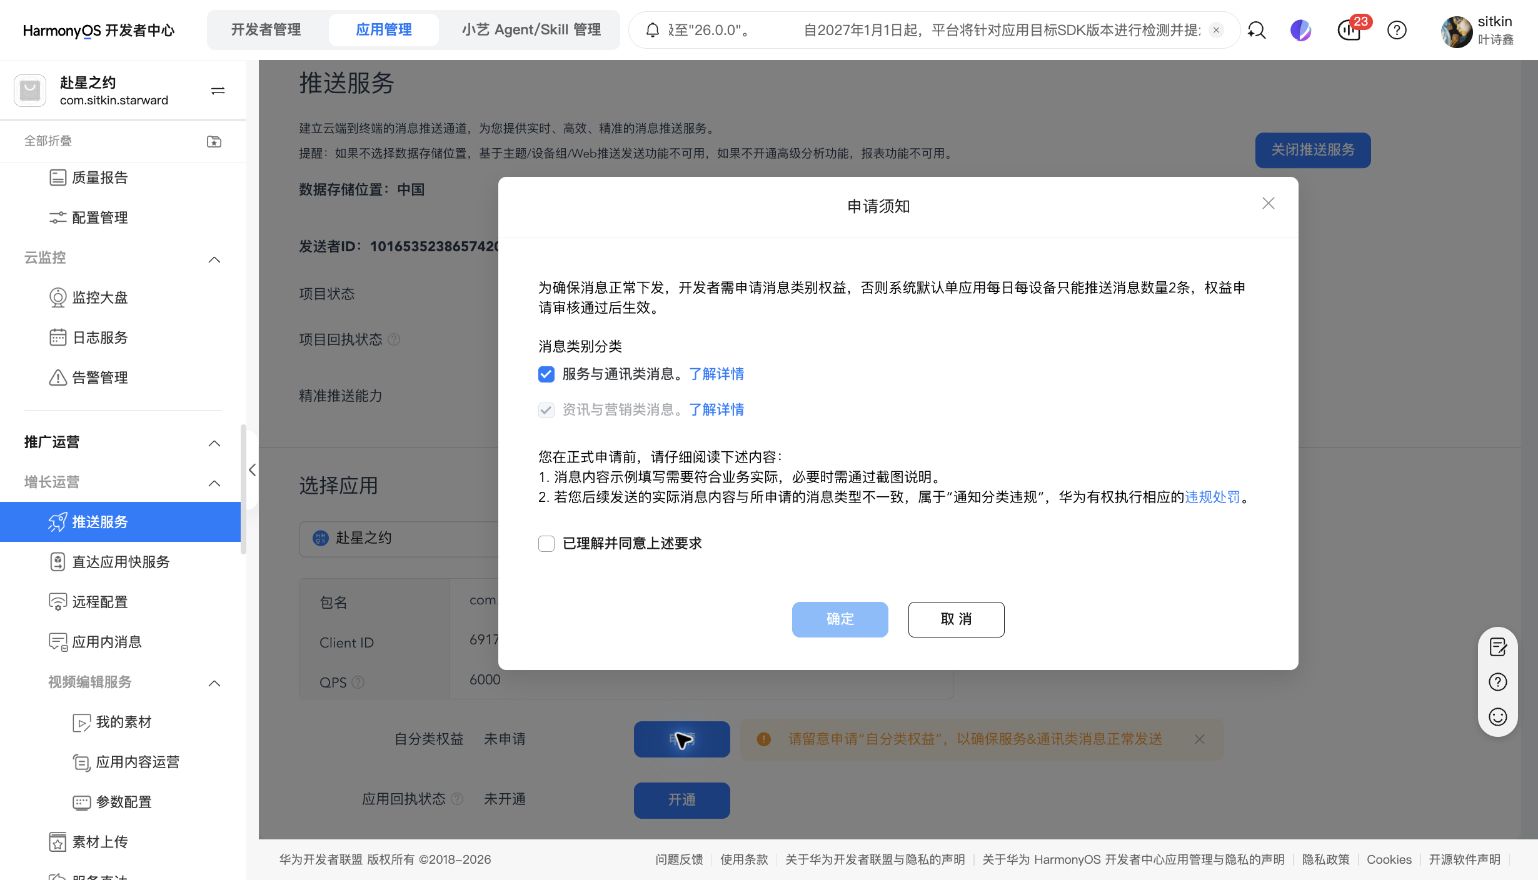 HarmonyOS 开发者中心
开发者管理
应用管理
小艺 Agent/Skill 管理
至"26.0.0"。
自2027年1月1日起，平台将针对应用目标SDK版本进行检测并提
23
sitkin
叶诗鑫
赴星之约
com.sitkin.starward
全部折叠
质量报告
配置管理
云监控
监控大盘
日志服务
告警管理
推广运营
增长运营
推送服务
直达应用快服务
远程配置
应用内消息
视频编辑服务
我的素材
应用内容运营
参数配置
素材上传
推送服务
建立云端到终端的消息推送通道，为您提供实时、高效、精准的消息推送服务。
提醒：如果不选择数据存储位置，基于主题/设备组/Web推送发送功能不可用，如果不开通高级分析功能，报表功能不可用。
关闭推送服务
数据存储位置：中国
发送者ID：1016535238657420
项目状态
项目回执状态
精准推送能力
选择应用
赴星之约
包名
com.
Client ID
6917
QPS
6000
自分类权益
未申请
请留意申请“自分类权益”，以确保服务&通讯类消息正常发送
应用回执状态
未开通
开通
申请须知
为确保消息正常下发，开发者需申请消息类别权益，否则系统默认单应用每日每设备只能推送消息数量2条，权益申
请审核通过后生效。
消息类别分类
服务与通讯类消息。了解详情
资讯与营销类消息。了解详情
您在正式申请前，请仔细阅读下述内容：
1. 消息内容示例填写需要符合业务实际，必要时需通过截图说明。
2. 若您后续发送的实际消息内容与所申请的消息类型不一致，属于“通知分类违规”，华为有权执行相应的违规处罚。
已理解并同意上述要求
确定
取 消
华为开发者联盟 版权所有 ©2018-2026
问题反馈
使用条款
关于华为开发者联盟与隐私的声明
关于华为 HarmonyOS 开发者中心应用管理与隐私的声明
隐私政策
Cookies
开源软件声明